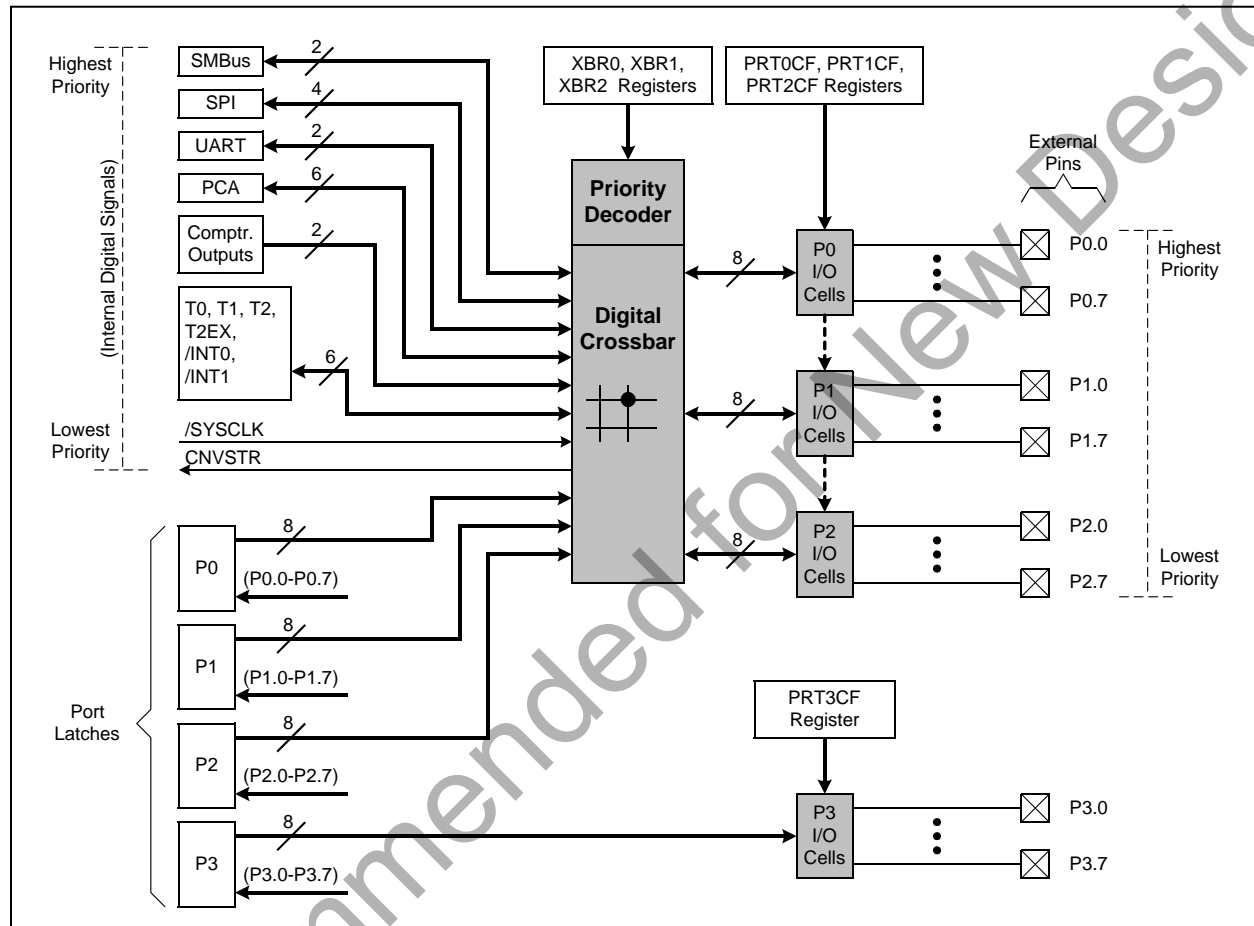 Highest
Priority
(Internal Digital Signals)
Lowest
Priority
SMBus
2
SPI
4
UART
2
PCA
6
Comptr.
Outputs
2
T0, T1, T2,
T2EX,
/INT0,
/INT1
6
/SYSCLK
CNVSTR
XBR0, XBR1,
XBR2 Registers
PRT0CF, PRT1CF,
PRT2CF Registers
Priority
Decoder
Digital
Crossbar
External
Pins
8
P0
I/O
Cells
P0.0
P0.7
8
P1
I/O
Cells
P1.0
P1.7
8
P2
I/O
Cells
P2.0
P2.7
Highest
Priority
Lowest
Priority
Port
Latches
P0
8
(P0.0-P0.7)
P1
8
(P1.0-P1.7)
P2
8
(P2.0-P2.7)
P3
8
(P3.0-P3.7)
PRT3CF
Register
P3
I/O
Cells
P3.0
P3.7
for New